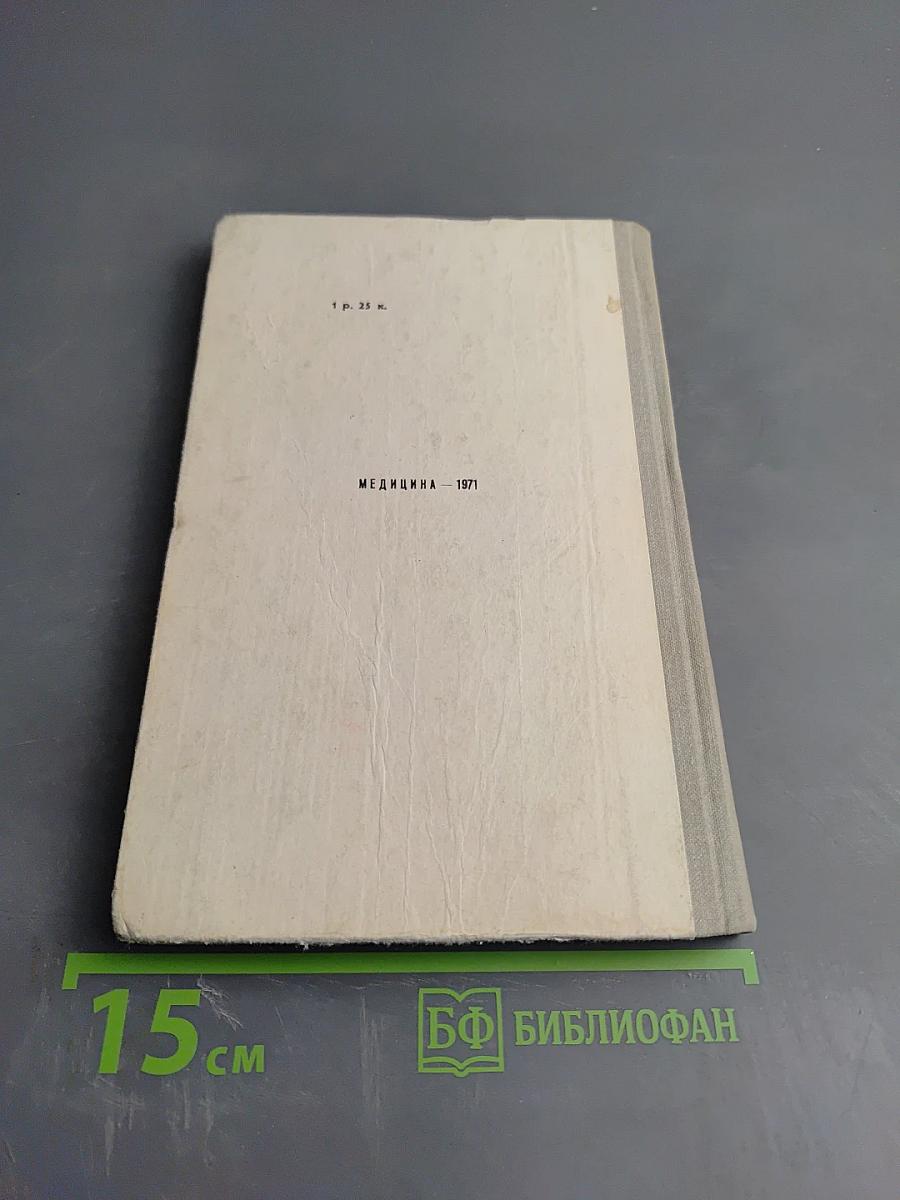 1 р. 25 к.
МЕДИЦИНА — 1971
15 см
БФ БИБЛИОФАН